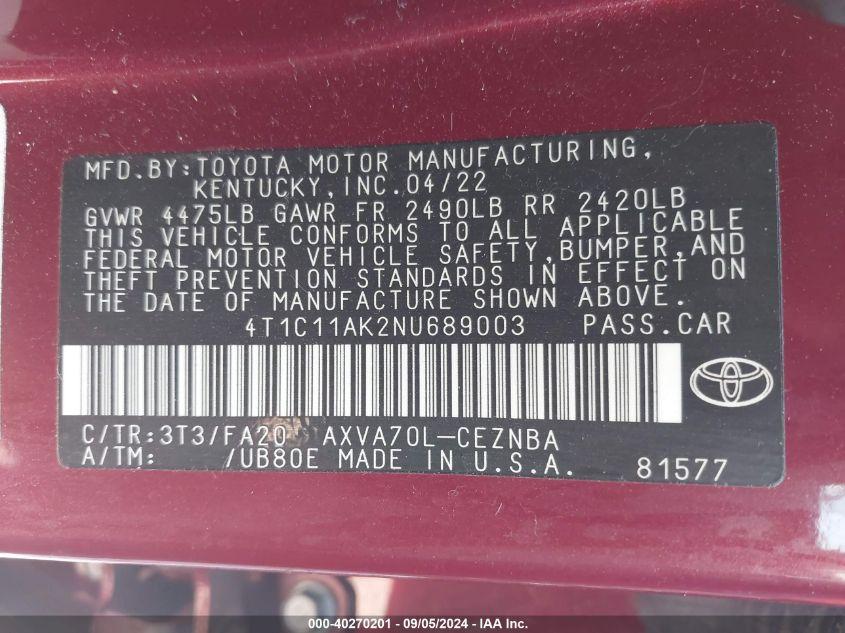 MFD.BY:TOYOTA MOTOR MANUFACTURING,
KENTUCKY,INC.04/22
GVWR 4475LB GAWR FR 2490LB RR 2420LB
THIS VEHICLE CONFORMS TO ALL APPLICABLE
FEDERAL MOTOR VEHICLE SAFETY,BUMPER,AND
THEFT PREVENTION STANDARDS IN EFFECT ON
THE DATE OF MANUFACTURE SHOWN ABOVE.
4T1C11AK2NU689003 PASS.CAR
C/TR:3T3/FA20 AXVA70L-CEZNBA
A/TM: /UB80E MADE IN U.S.A. 81577
000-40270201 - 09/05/2024 - IAAI.com